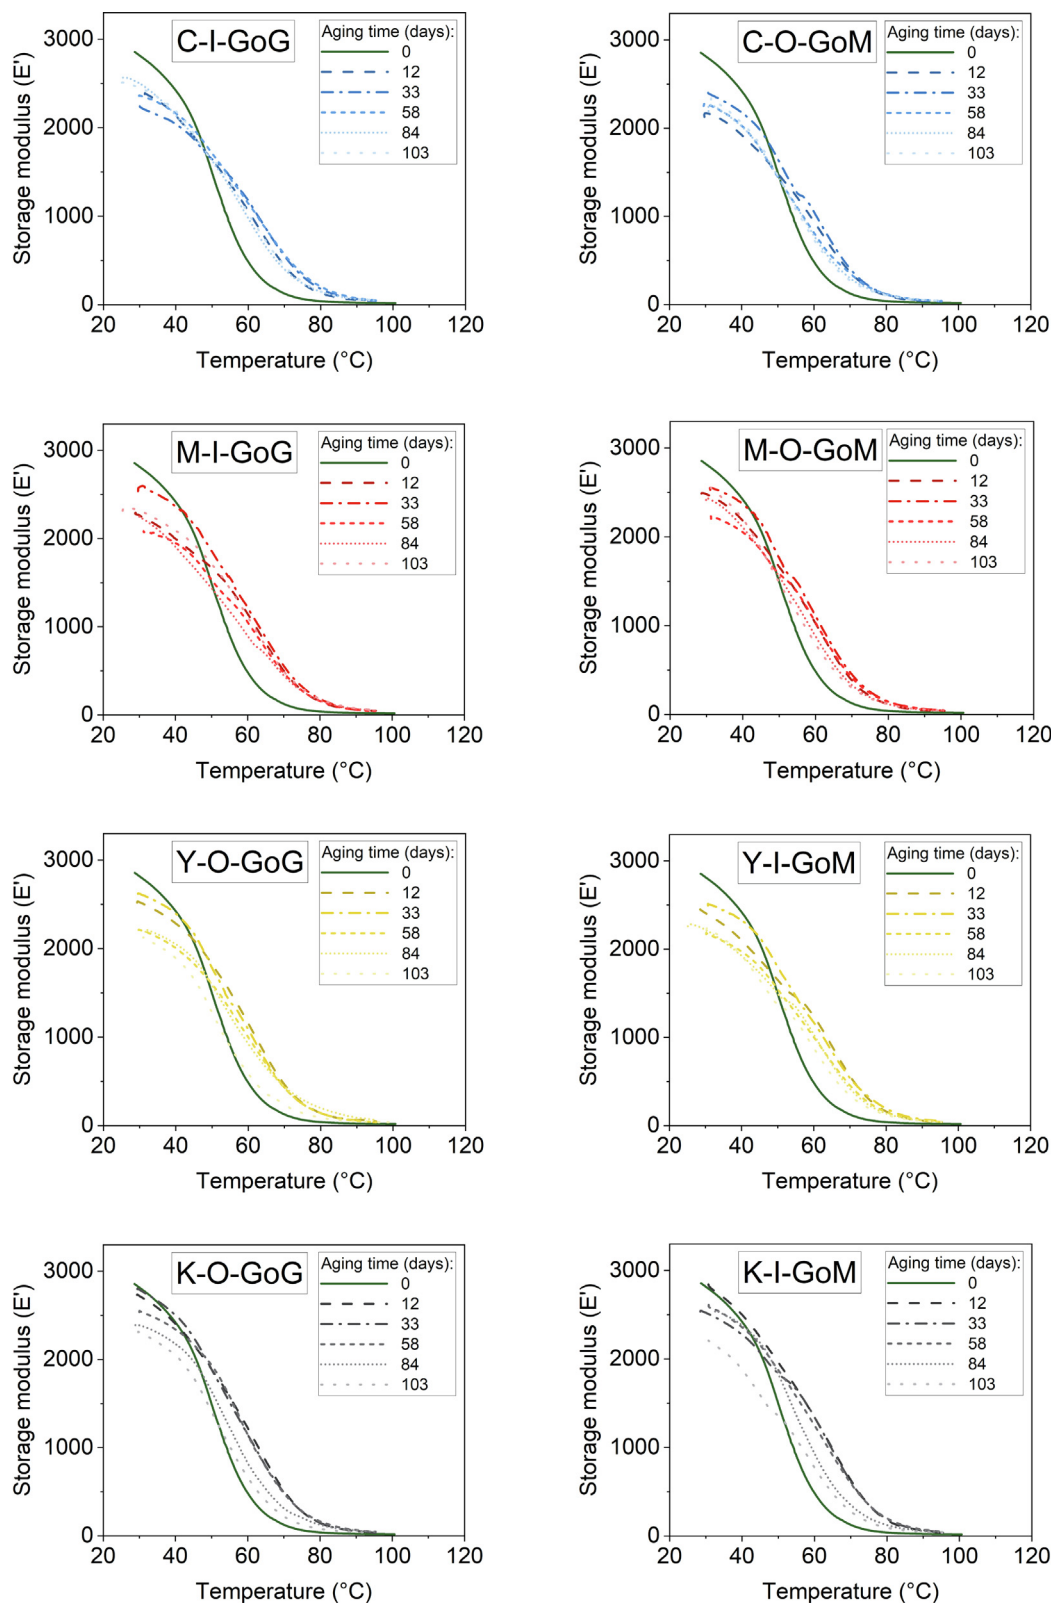 C-I-GoG
Aging time (days):
0
12
33
58
84
103
Storage modulus (E')
3000
2000
1000
0
20 40 60 80 100 120
Temperature (°C)
C-O-GoM
Aging time (days):
0
12
33
58
84
103
Storage modulus (E')
3000
2000
1000
0
20 40 60 80 100 120
Temperature (°C)
M-I-GoG
Aging time (days):
0
12
33
58
84
103
Storage modulus (E')
3000
2000
1000
0
20 40 60 80 100 120
Temperature (°C)
M-O-GoM
Aging time (days):
0
12
33
58
84
103
Storage modulus (E')
3000
2000
1000
0
20 40 60 80 100 120
Temperature (°C)
Y-O-GoG
Aging time (days):
0
12
33
58
84
103
Storage modulus (E')
3000
2000
1000
0
20 40 60 80 100 120
Temperature (°C)
Y-I-GoM
Aging time (days):
0
12
33
58
84
103
Storage modulus (E')
3000
2000
1000
0
20 40 60 80 100 120
Temperature (°C)
K-O-GoG
Aging time (days):
0
12
33
58
84
103
Storage modulus (E')
3000
2000
1000
0
20 40 60 80 100 120
Temperature (°C)
K-I-GoM
Aging time (days):
0
12
33
58
84
103
Storage modulus (E')
3000
2000
1000
0
20 40 60 80 100 120
Temperature (°C)